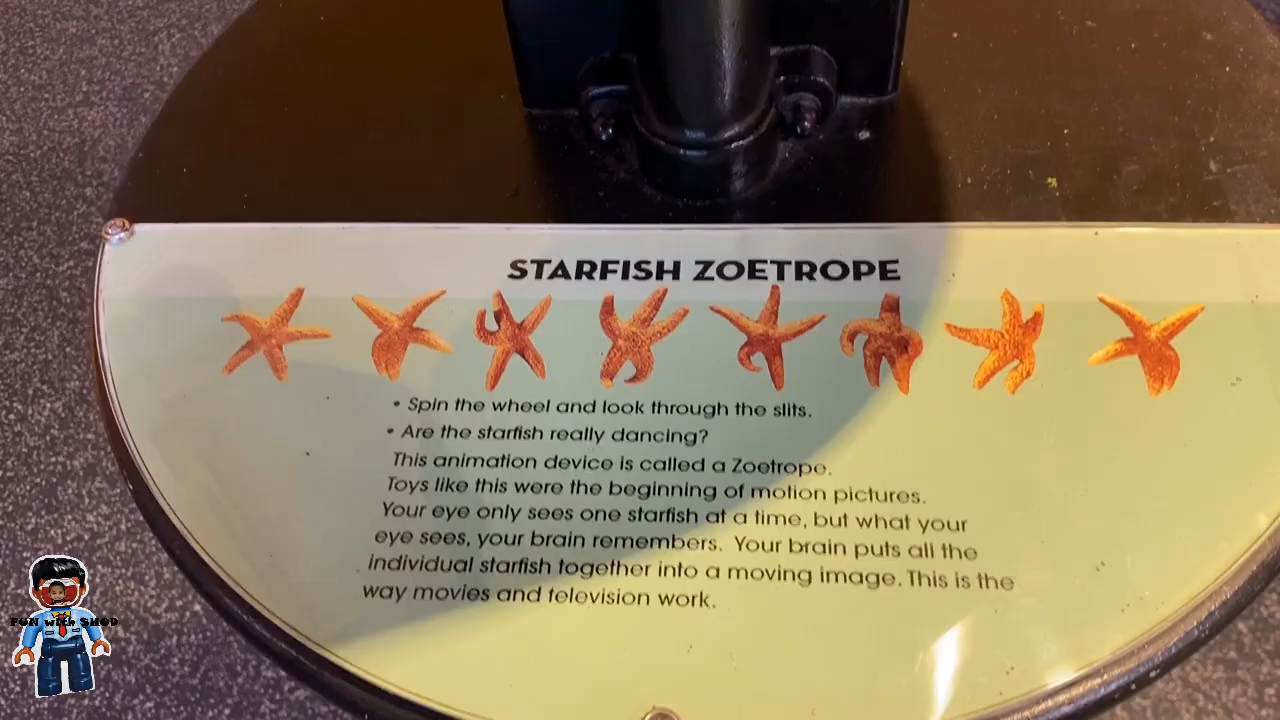 STARFISH ZOETROPE
• Spin the wheel and look through the slits.
• Are the starfish really dancing?
This animation device is called a Zoetrope.
Toys like this were the beginning of motion pictures.
Your eye only sees one starfish at a time, but what your
eye sees, your brain remembers. Your brain puts all the
individual starfish together into a moving image. This is the
way movies and television work.
FUN with SHOD